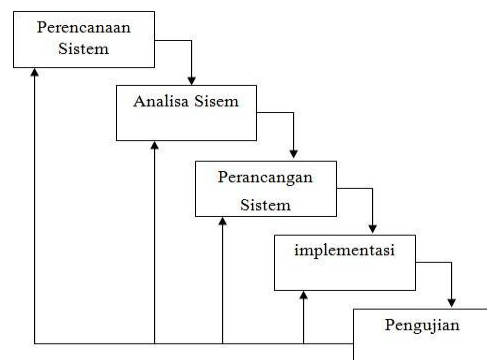 Perencanaan
Sistem
Analisa Sisem
Perancangan
Sistem
implementasi
Pengujian